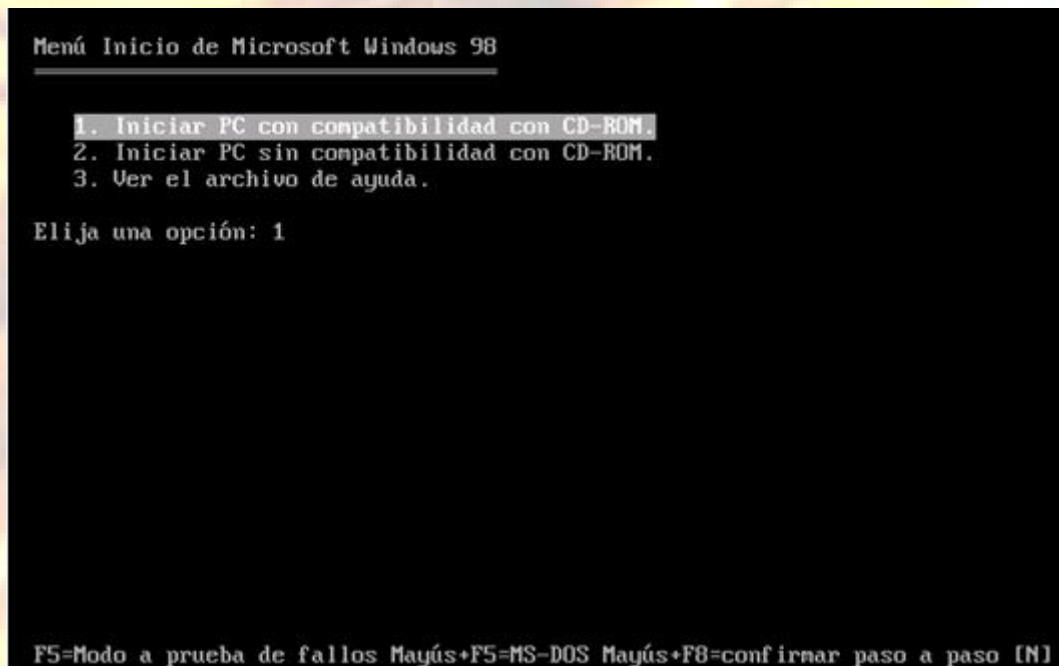 Menú Inicio de Microsoft Windows 98
1. Iniciar PC con compatibilidad con CD-ROM.
2. Iniciar PC sin compatibilidad con CD-ROM.
3. Ver el archivo de ayuda.
Elija una opción: 1
F5=Modo a prueba de fallos Mayús+F5=MS-DOS Mayús+F8=confirmar paso a paso [N]